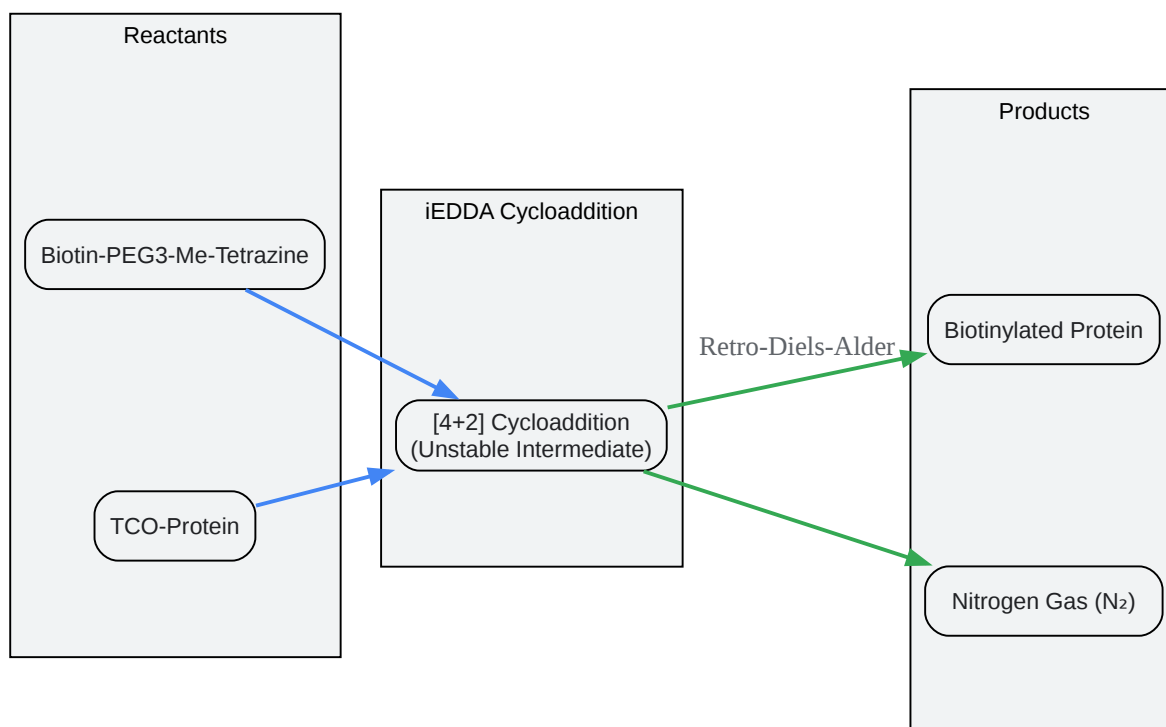 Reactants
Biotin-PEG3-Me-Tetrazine
TCO-Protein
iEDDA Cycloaddition
[4+2] Cycloaddition
(Unstable Intermediate)
Retro-Diels-Alder
Products
Biotinylated Protein
Nitrogen Gas (N₂)